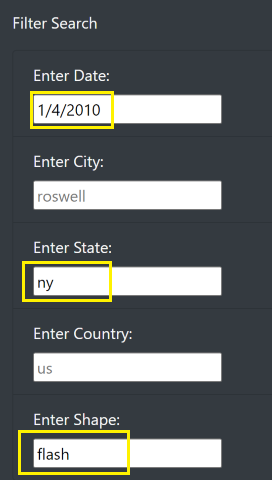 Filter Search
Enter Date:
1/4/2010
Enter City:
roswell
Enter State:
ny
Enter Country:
us
Enter Shape:
flash